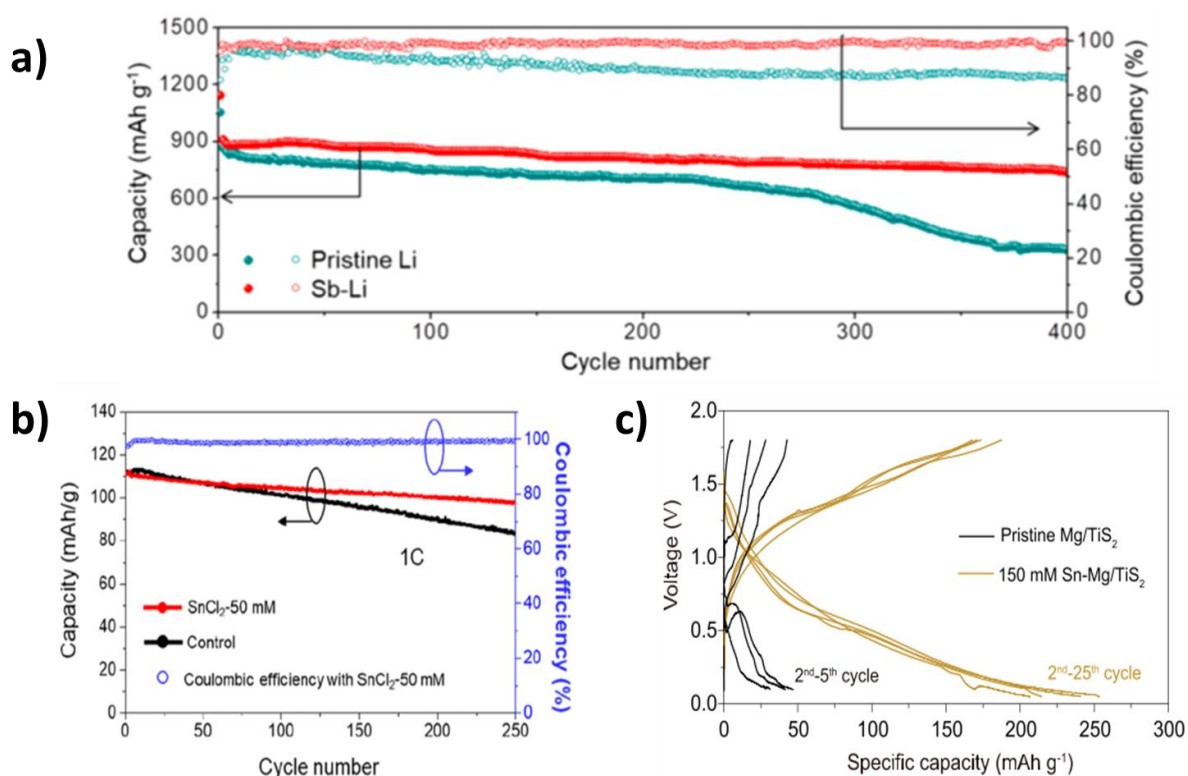 a)
Capacity (mAh g⁻¹)
1500
1200
900
600
300
0
Pristine Li
Sb-Li
100
80
60
40
20
0
Coulombic efficiency (%)
0 100 200 300 400
Cycle number
b)
Capacity (mAh/g)
140
120
100
80
60
40
20
0
1C
SnCl₂-50 mM
Control
Coulombic efficiency with SnCl₂-50 mM
100
80
60
40
20
0
Coulombic efficiency (%)
0 50 100 150 200 250
Cycle number
c)
Voltage (V)
2.0
1.5
1.0
0.5
0.0
Pristine Mg/TiS₂
150 mM Sn-Mg/TiS₂
2ⁿᵈ-5ᵗʰ cycle
2ⁿᵈ-25ᵗʰ cycle
0 50 100 150 200 250 300
Specific capacity (mAh g⁻¹)